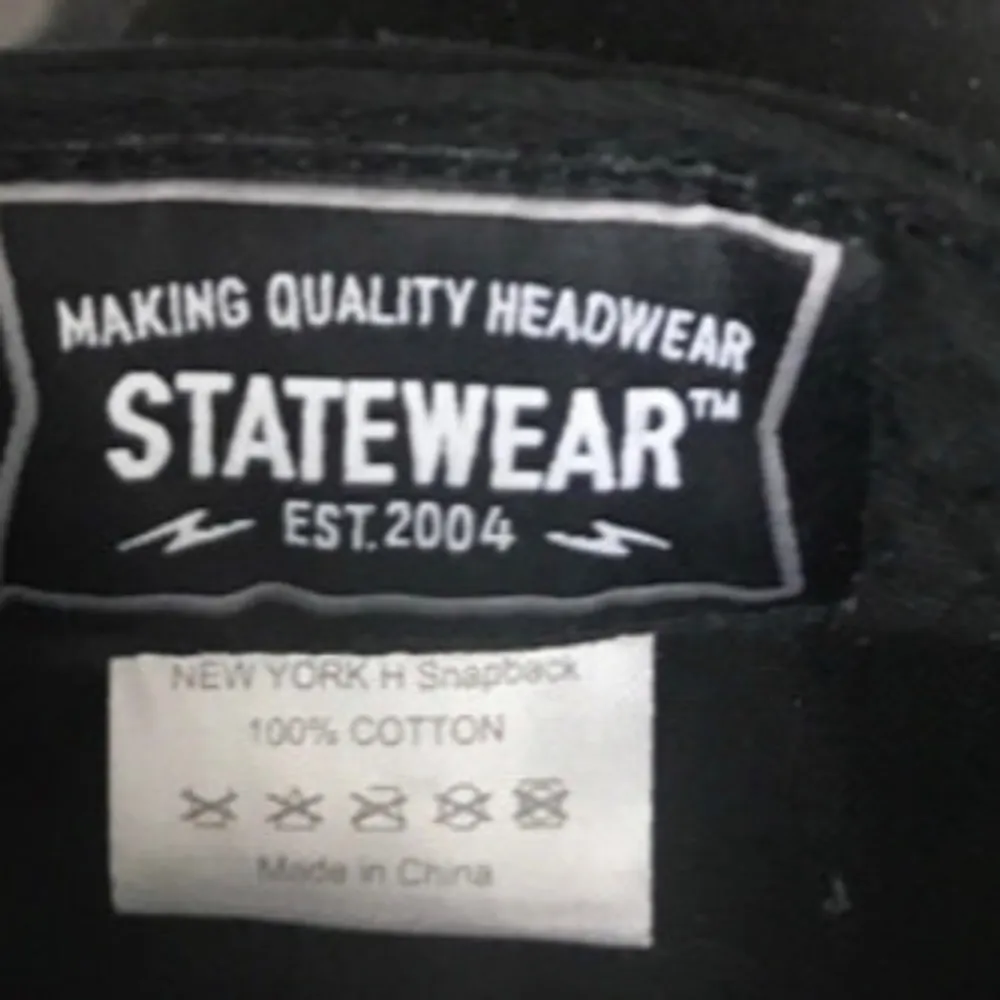 MAKING QUALITY HEADWEAR
STATEWEAR™
EST.2004
NEW YORK H Snapback
100% COTTON
Made in China